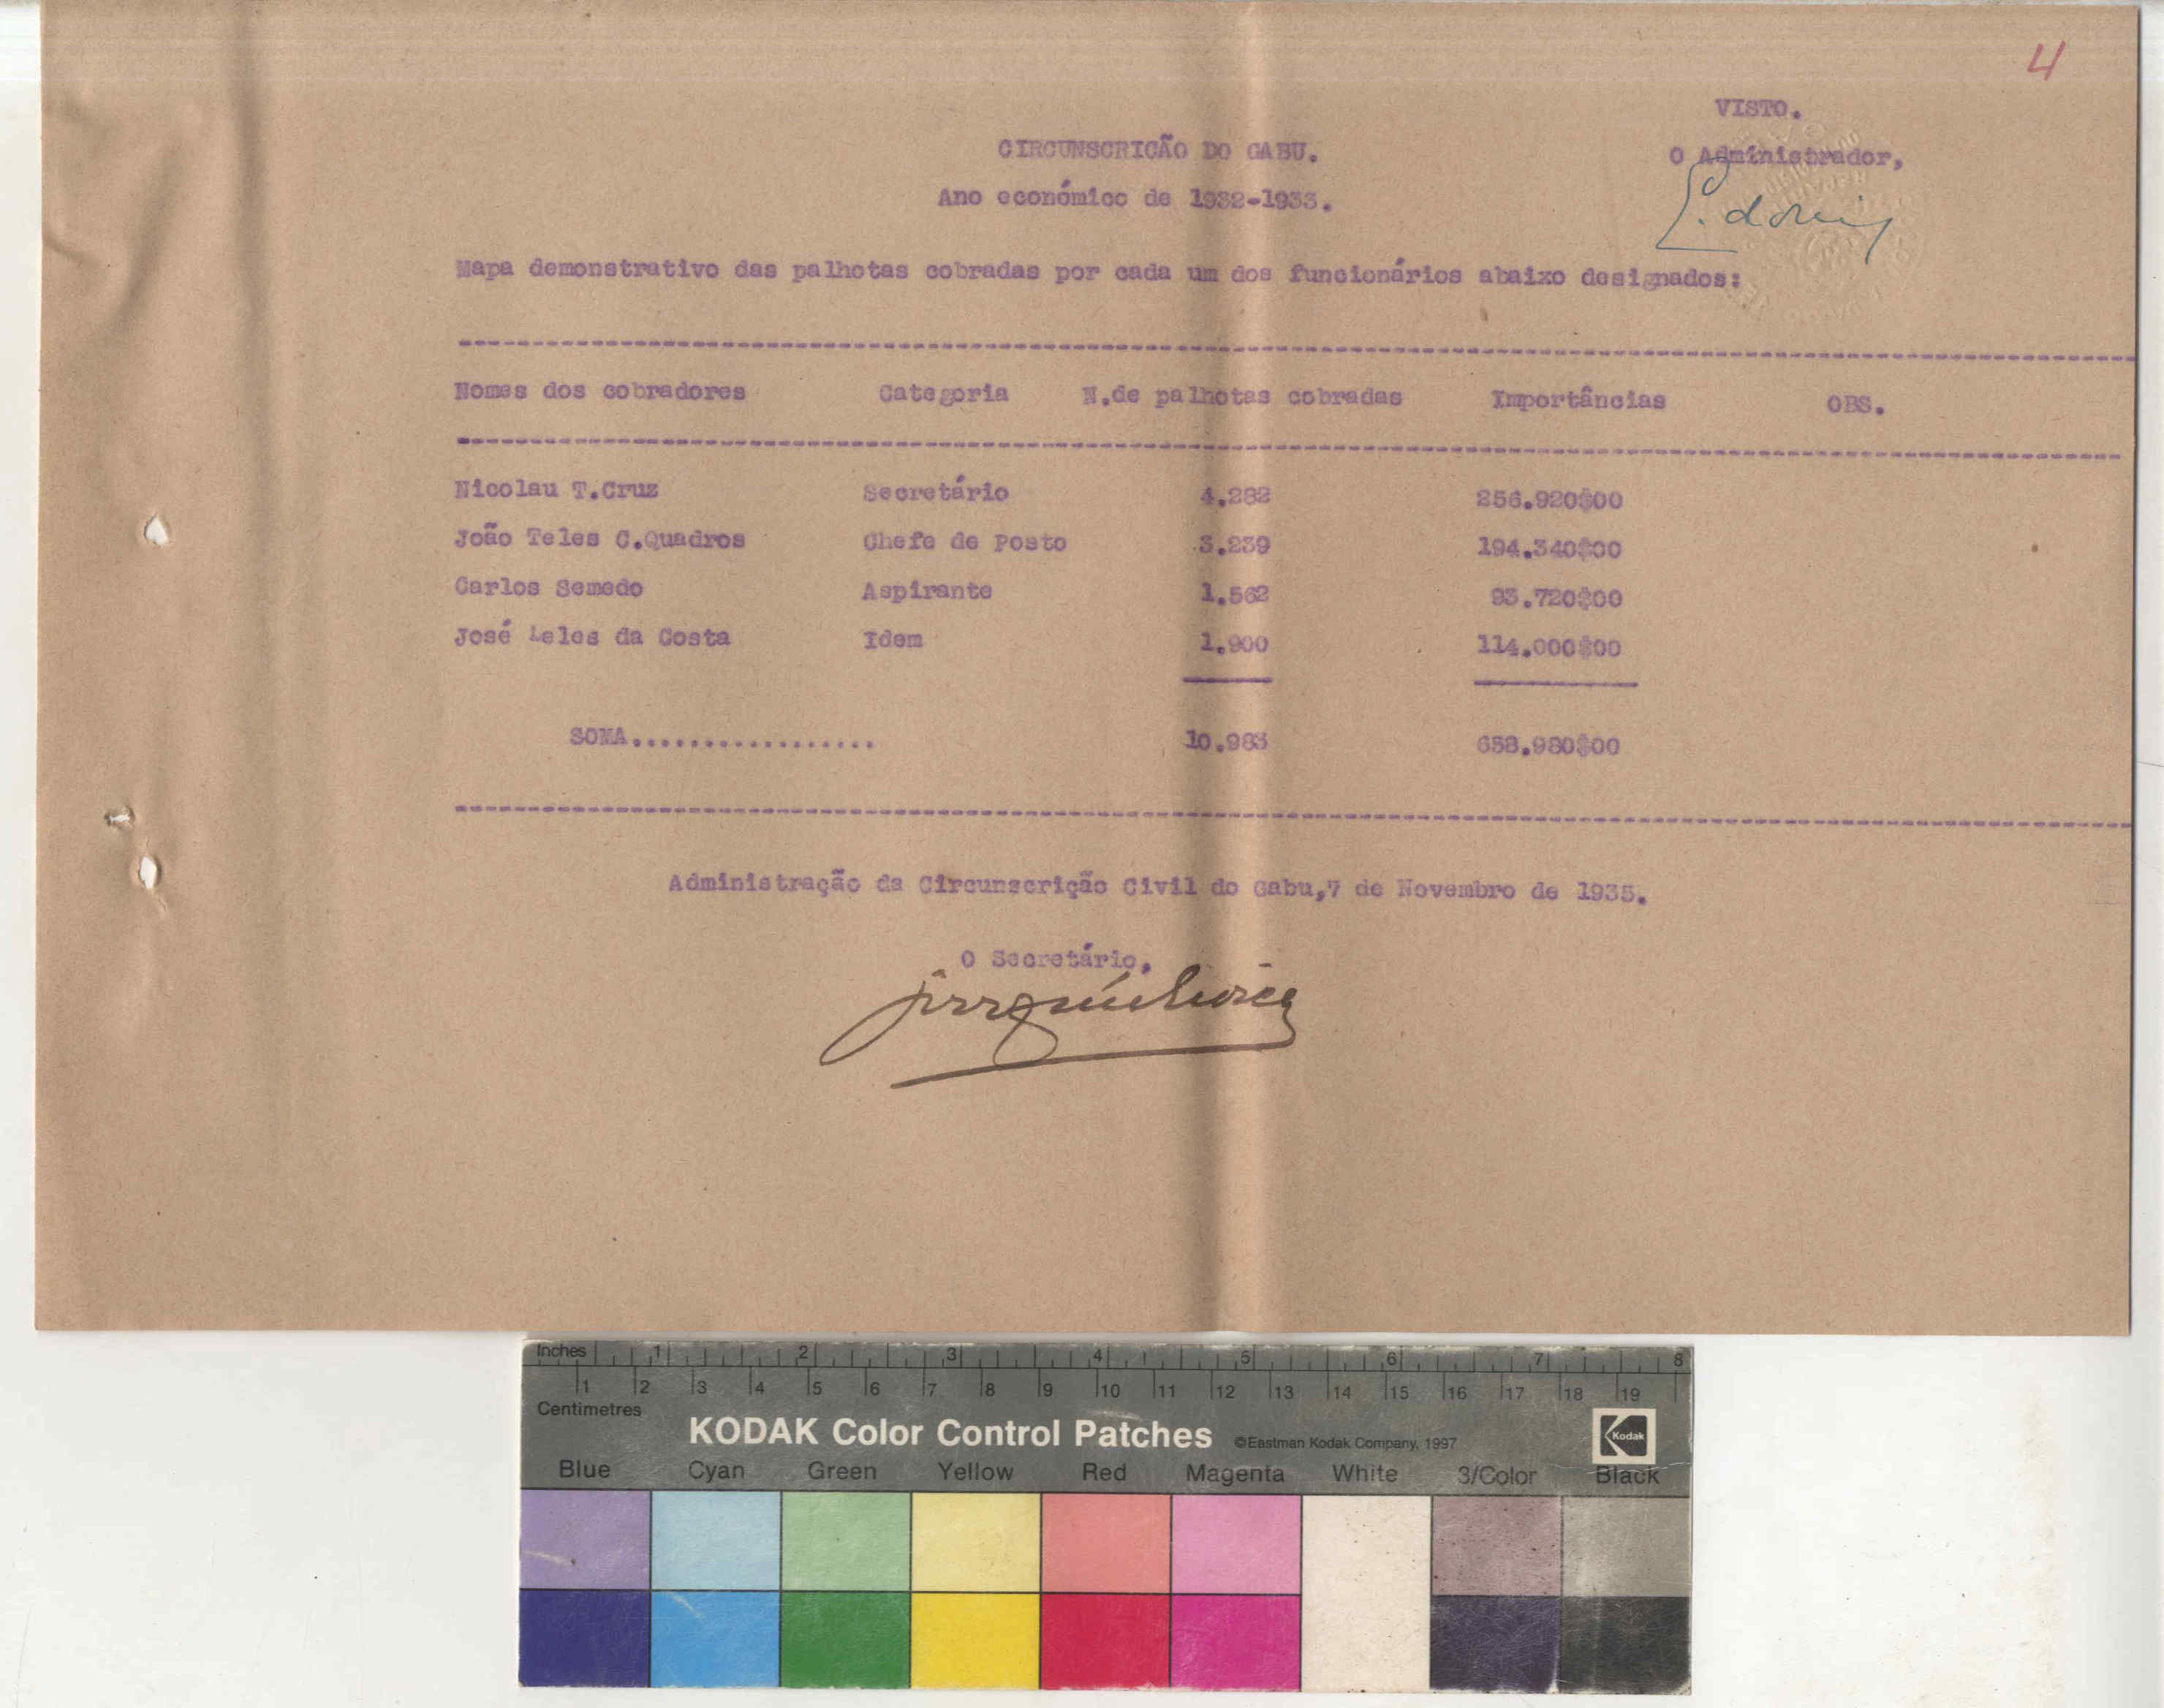 4
VISTO.
CIRCUNSCRICÃO DO GABU.
O Administrador,
Ano económico de 1932-1933.
Mapa demonstrativo das palhotas cobradas por cada um dos funcionários abaixo designados:
Nomes dos cobradores Categoria N.de palhotas cobradas Importâncias OBS.
Nicolau T.Cruz Secretário 4.282 256.920$00
João Teles C.Quadros Chefe de Posto 3.239 194.340$00
Carlos Semedo Aspirante 1.562 93.720$00
José Leles da Costa Idem 1.900 114.000$00
SOMA.................. 10.983 658.980$00
Administração da Circunscrição Civil do Gabu,7 de Novembro de 1935.
O Secretário,
Inches 1 2 3 4 5 6 7 8
1 2 3 4 5 6 7 8 9 10 11 12 13 14 15 16 17 18 19
Centimetres
KODAK Color Control Patches ©Eastman Kodak Company, 1997 Kodak
Blue Cyan Green Yellow Red Magenta White 3/Color Black